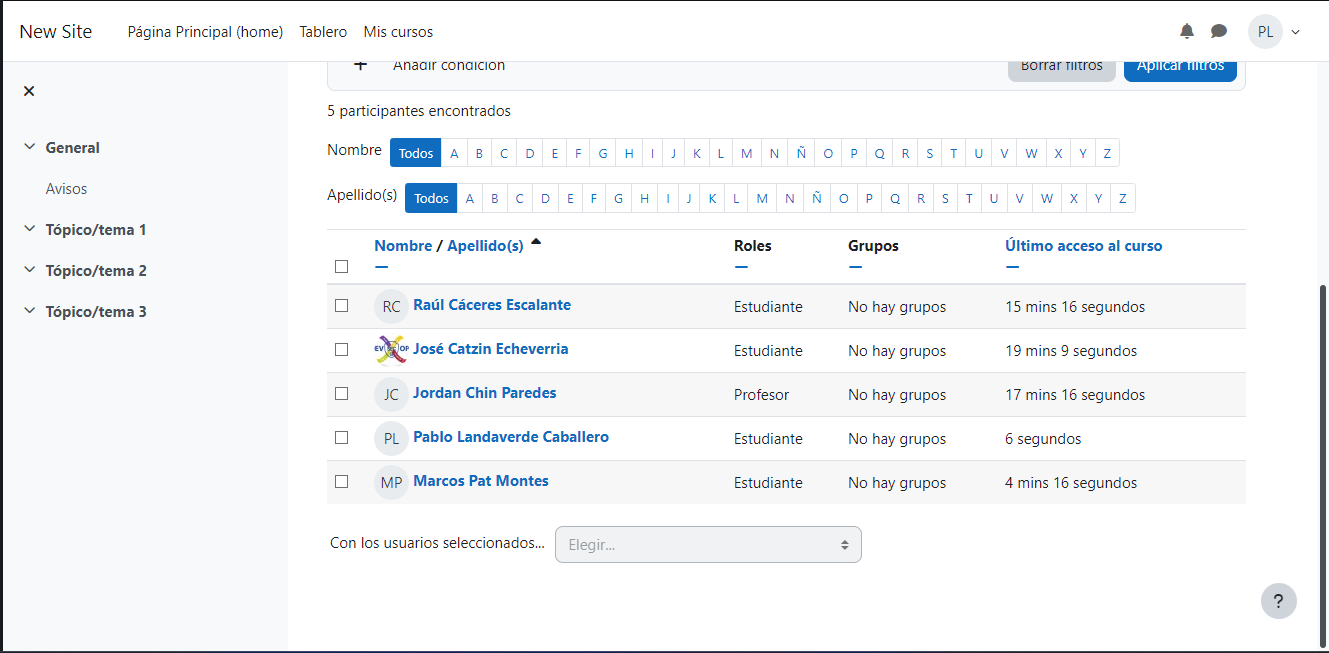 New Site Página Principal (home) Tablero Mis cursos PL
Añadir condición Borrar filtros Aplicar filtros
General
Avisos
Tópico/tema 1
Tópico/tema 2
Tópico/tema 3
5 participantes encontrados
Nombre Todos A B C D E F G H I J K L M N Ñ O P Q R S T U V W X Y Z
Apellido(s) Todos A B C D E F G H I J K L M N Ñ O P Q R S T U V W X Y Z
Nombre / Apellido(s) Roles Grupos Último acceso al curso
RC Raúl Cáceres Escalante Estudiante No hay grupos 15 mins 16 segundos
José Catzin Echeverria Estudiante No hay grupos 19 mins 9 segundos
JC Jordan Chin Paredes Profesor No hay grupos 17 mins 16 segundos
PL Pablo Landaverde Caballero Estudiante No hay grupos 6 segundos
MP Marcos Pat Montes Estudiante No hay grupos 4 mins 16 segundos
Con los usuarios seleccionados... Elegir...
?